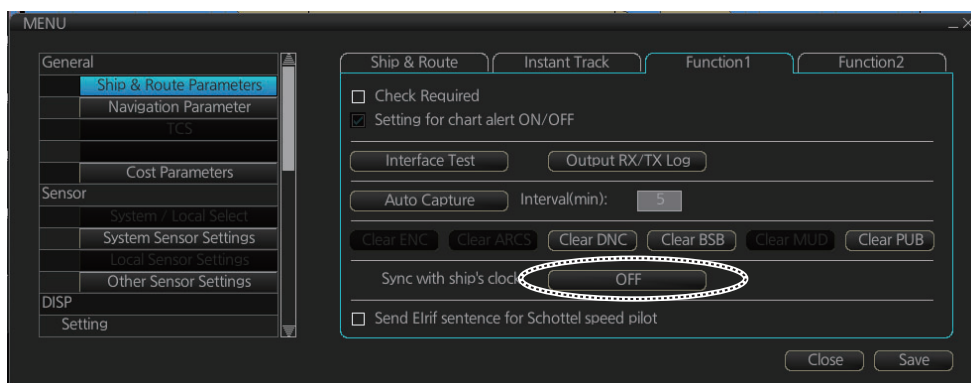 MENU
General
Ship & Route Parameters
Navigation Parameter
TCS
Cost Parameters
Sensor
System / Local Select
System Sensor Settings
Local Sensor Settings
Other Sensor Settings
DISP
Setting
Ship & Route Instant Track Function1 Function2
Check Required
Setting for chart alert ON/OFF
Interface Test Output RX/TX Log
Auto Capture Interval(min): 5
Clear ENC Clear ARCS Clear DNC Clear BSB Clear MUD Clear PUB
Sync with ship's clock OFF
Send EIrif sentence for Schottel speed pilot
Close Save